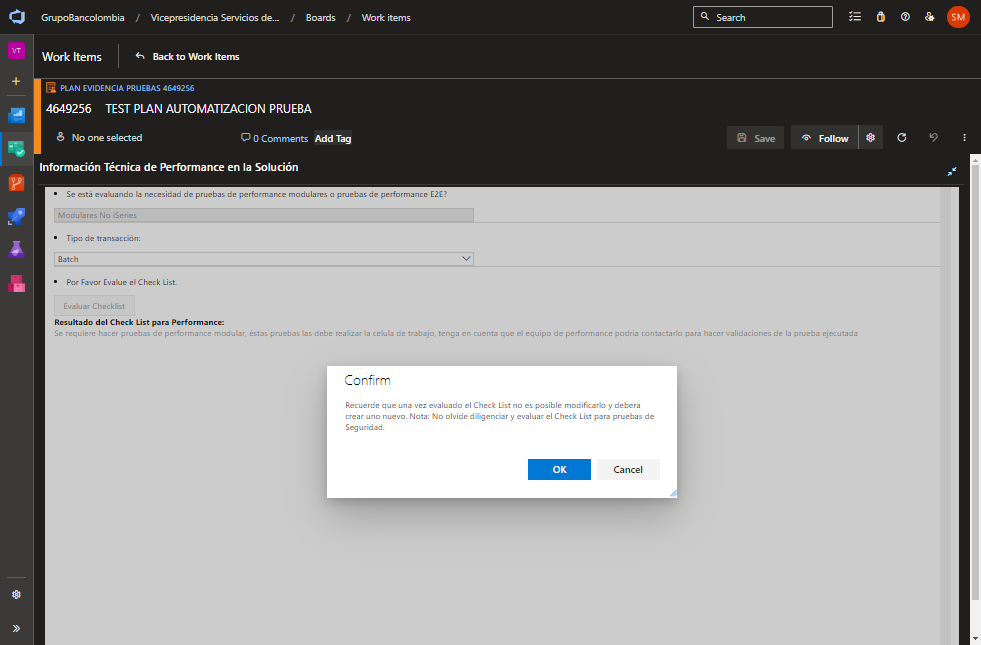 GrupoBancolombia / Vicepresidencia Servicios de... / Boards / Work items
Search
SM
VT
Work Items
Back to Work Items
PLAN EVIDENCIA PRUEBAS 4649256
4649256 TEST PLAN AUTOMATIZACION PRUEBA
No one selected
0 Comments
Add Tag
Save
Follow
Información Técnica de Performance en la Solución
• Se está evaluando la necesidad de pruebas de performance modulares o pruebas de performance E2E?
Modulares No iSeries
• Tipo de transacción:
Batch
• Por Favor Evalue el Check List.
Evaluar Checklist
Resultado del Check List para Performance:
Se requiere hacer pruebas de performance modular, éstas pruebas las debe realizar la celula de trabajo, tenga en cuenta que el equipo de performance podría contactarlo para hacer validaciones de la prueba ejecutada
Confirm
Recuerde que una vez evaluado el Check List no es posible modificarlo y debera
crear uno nuevo. Nota: No olvide diligenciar y evaluar el Check List para pruebas de
Seguridad.
OK
Cancel